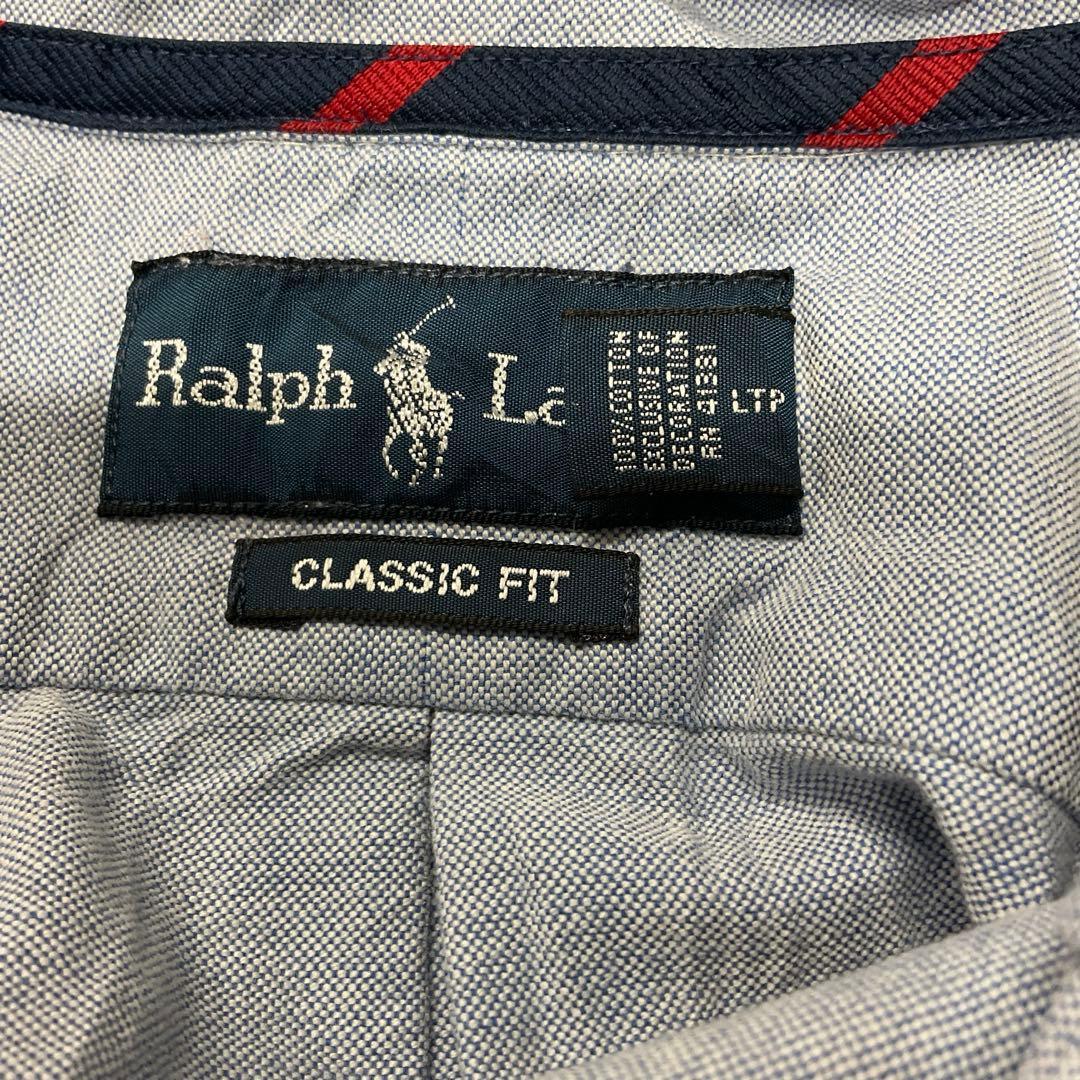 Ralph La
100%COTTON
EXCLUSIVE OF
DECORATION
RN 41381
LTP
CLASSIC FIT